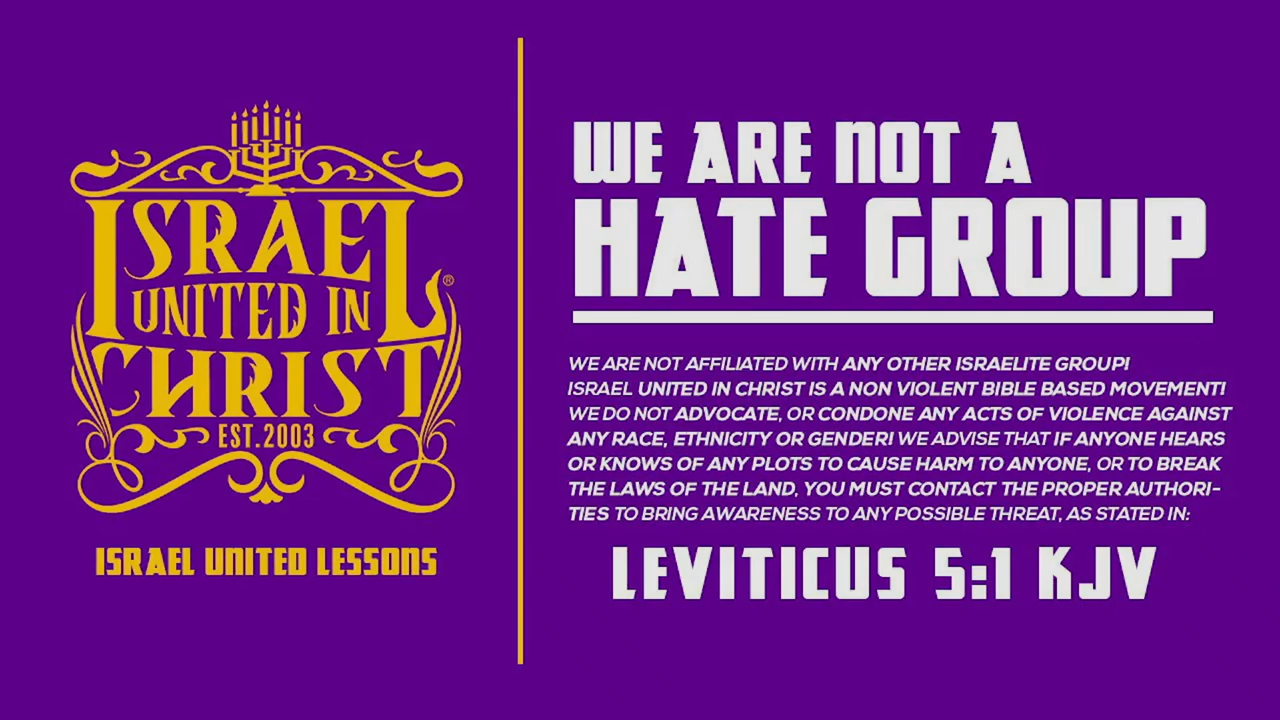 ISRAEL
UNITED IN
CHRIST
®
EST.2003
ISRAEL UNITED LESSONS
WE ARE NOT A
HATE GROUP
WE ARE NOT AFFILIATED WITH ANY OTHER ISRAELITE GROUP!
ISRAEL UNITED IN CHRIST IS A NON VIOLENT BIBLE BASED MOVEMENT!
WE DO NOT ADVOCATE, OR CONDONE ANY ACTS OF VIOLENCE AGAINST
ANY RACE, ETHNICITY OR GENDER! WE ADVISE THAT IF ANYONE HEARS
OR KNOWS OF ANY PLOTS TO CAUSE HARM TO ANYONE, OR TO BREAK
THE LAWS OF THE LAND, YOU MUST CONTACT THE PROPER AUTHORI-
TIES TO BRING AWARENESS TO ANY POSSIBLE THREAT, AS STATED IN:
LEVITICUS 5:1 KJV